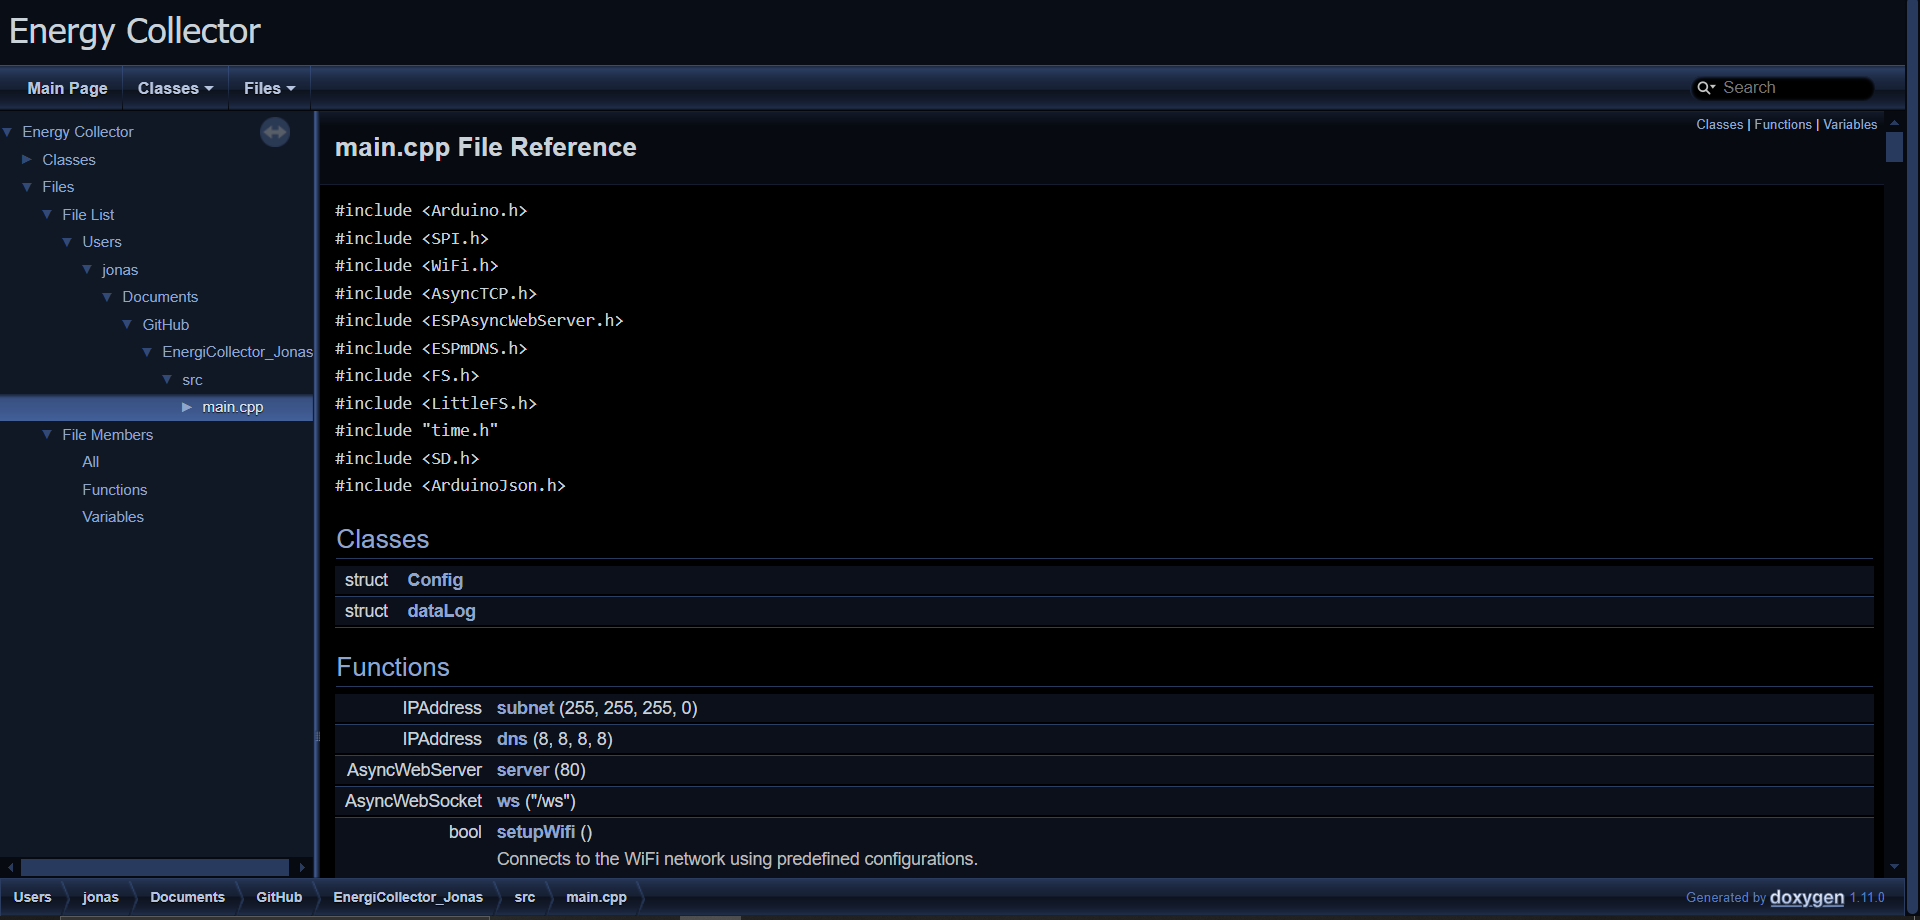 Energy Collector
Main Page Classes Files Search
Energy Collector
Classes
Files
File List
Users
jonas
Documents
GitHub
EnergiCollector_Jonas
src
main.cpp
File Members
All
Functions
Variables
Classes | Functions | Variables
main.cpp File Reference
#include <Arduino.h>
#include <SPI.h>
#include <WiFi.h>
#include <AsyncTCP.h>
#include <ESPAsyncWebServer.h>
#include <ESPmDNS.h>
#include <FS.h>
#include <LittleFS.h>
#include "time.h"
#include <SD.h>
#include <ArduinoJson.h>
Classes
struct Config
struct dataLog
Functions
IPAddress subnet (255, 255, 255, 0)
IPAddress dns (8, 8, 8, 8)
AsyncWebServer server (80)
AsyncWebSocket ws ("/ws")
bool setupWifi ()
Connects to the WiFi network using predefined configurations.
Users jonas Documents GitHub EnergiCollector_Jonas src main.cpp Generated by doxygen 1.11.0